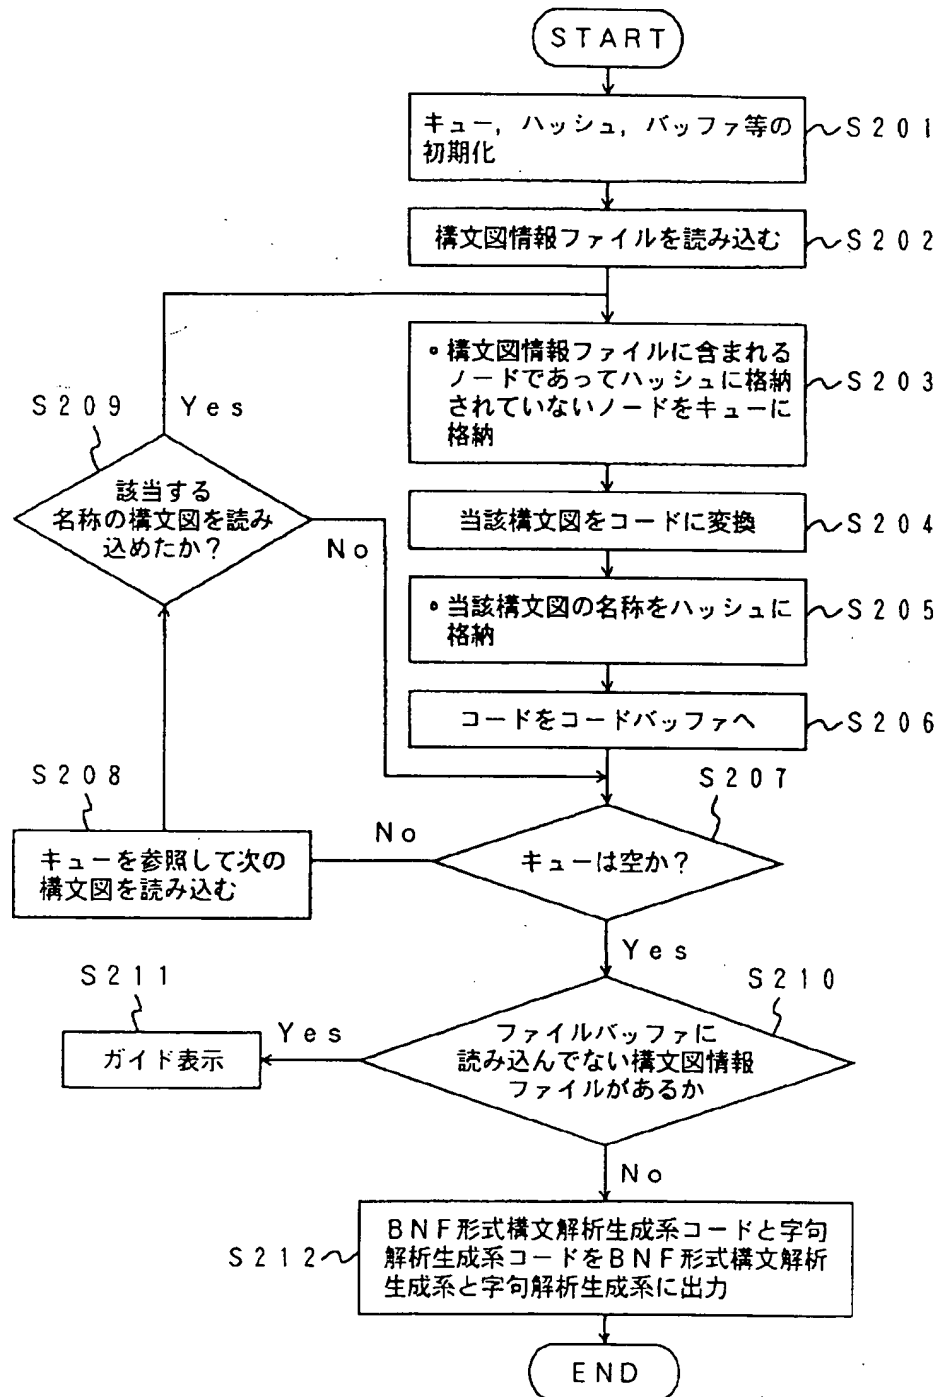 START
キュー，ハッシュ，バッファ等の
初期化
S201
構文図情報ファイルを読み込む
S202
・構文図情報ファイルに含まれる
ノードであってハッシュに格納
されていないノードをキューに
格納
S203
S209
Yes
該当する
名称の構文図を読み
込めたか？
No
当該構文図をコードに変換
S204
・当該構文図の名称をハッシュに
格納
S205
コードをコードバッファへ
S206
S208
キューを参照して次の
構文図を読み込む
No
S207
キューは空か？
Yes
S211
ガイド表示
Yes
S210
ファイルバッファに
読み込んでない構文図情報
ファイルがあるか
No
S212
BNF形式構文解析生成系コードと字句
解析生成系コードをBNF形式構文解析
生成系と字句解析生成系に出力
END